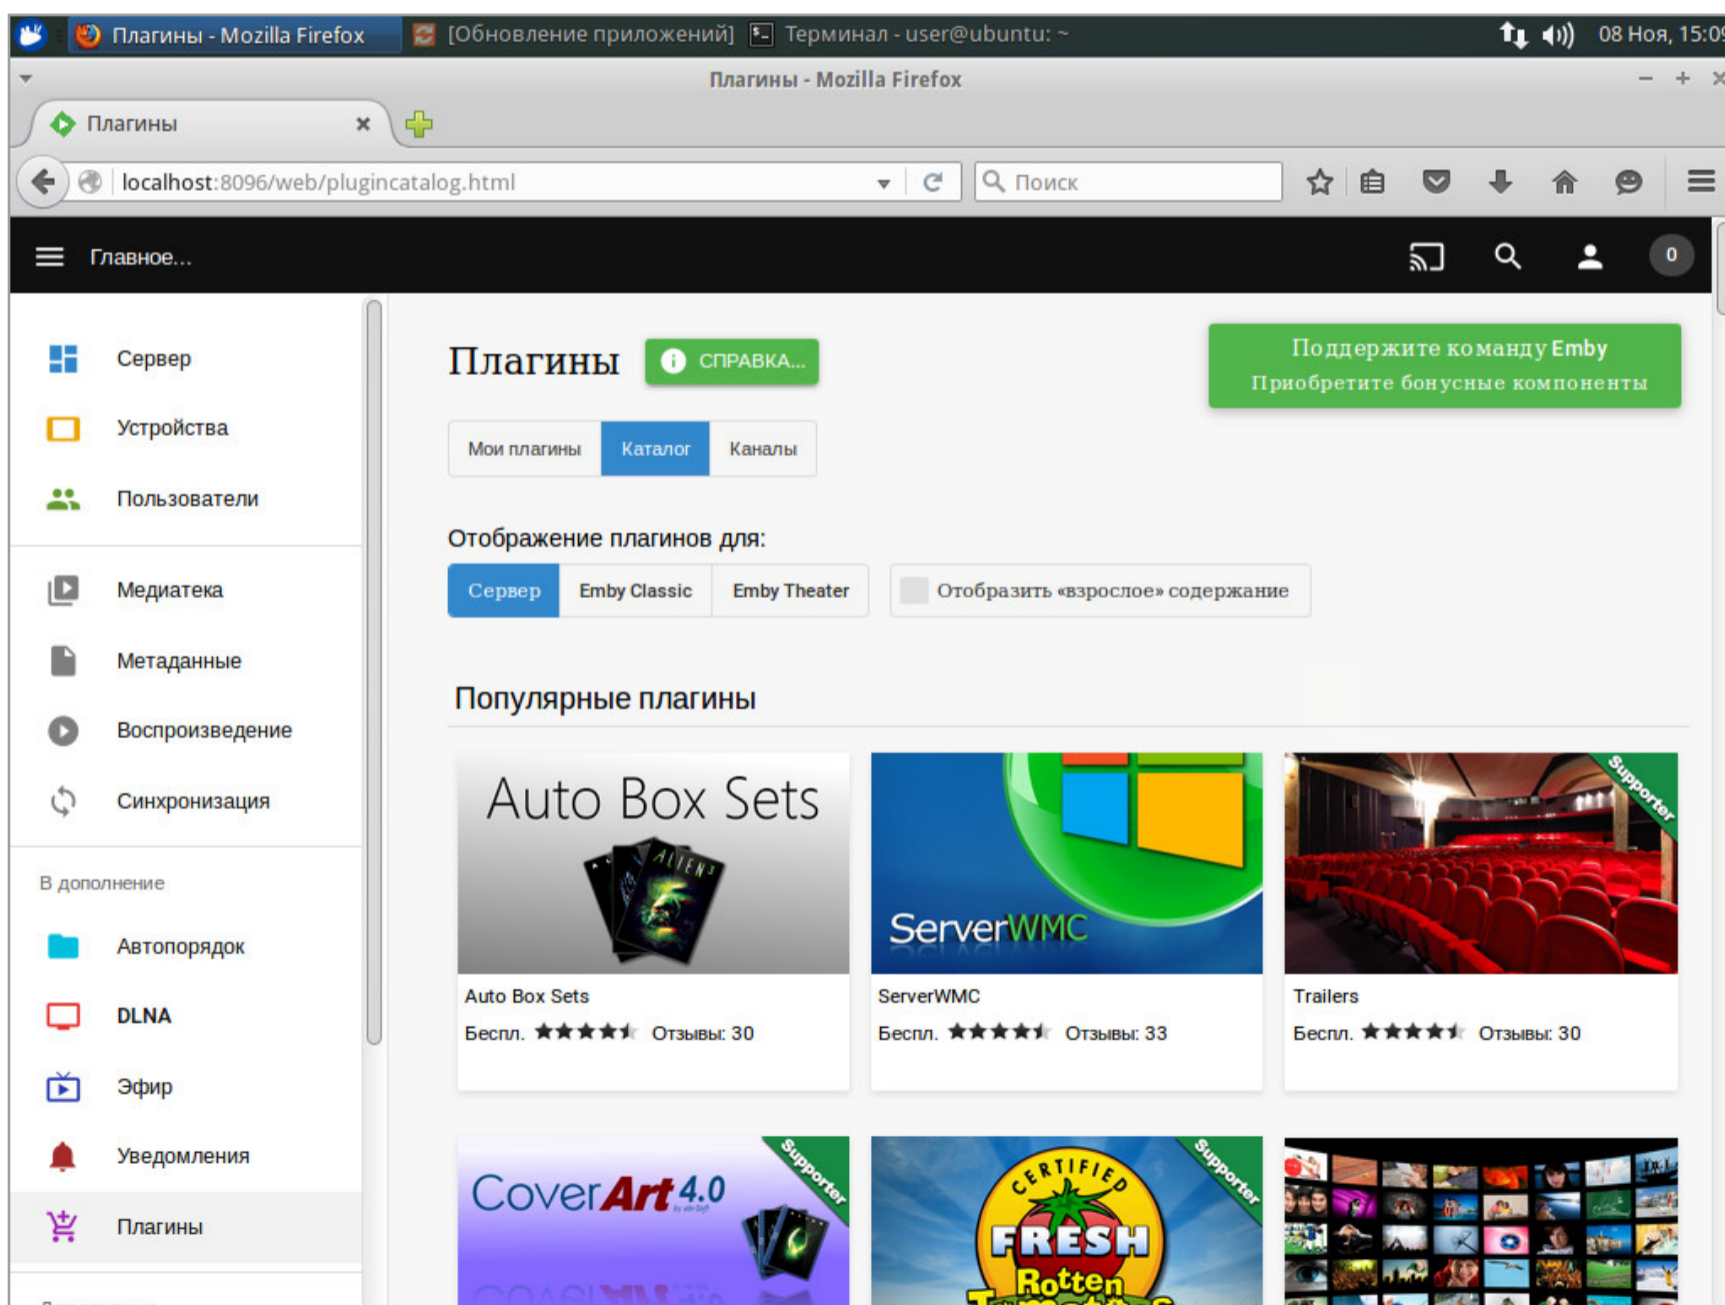 Плагины - Mozilla Firefox
[Обновление приложений]
Терминал - user@ubuntu: ~
08 Ноя, 15:09
Плагины - Mozilla Firefox
Плагины
localhost:8096/web/plugincatalog.html
Поиск
Главное...
0
Сервер
Устройства
Пользователи
Медиатека
Метаданные
Воспроизведение
Синхронизация
В дополнение
Автопорядок
DLNA
Эфир
Уведомления
Плагины
Плагины
СПРАВКА...
Поддержите команду Emby
Приобретите бонусные компоненты
Мои плагины
Каталог
Каналы
Отображение плагинов для:
Сервер
Emby Classic
Emby Theater
Отобразить «взрослое» содержание
Популярные плагины
Auto Box Sets
ALIEN³
ServerWMC
Supporter
Auto Box Sets
Беспл. Отзывы: 30
ServerWMC
Беспл. Отзывы: 33
Trailers
Беспл. Отзывы: 30
CoverArt 4.0
Supporter
CERTIFIED
FRESH
Rotten
Tomatoes
Supporter